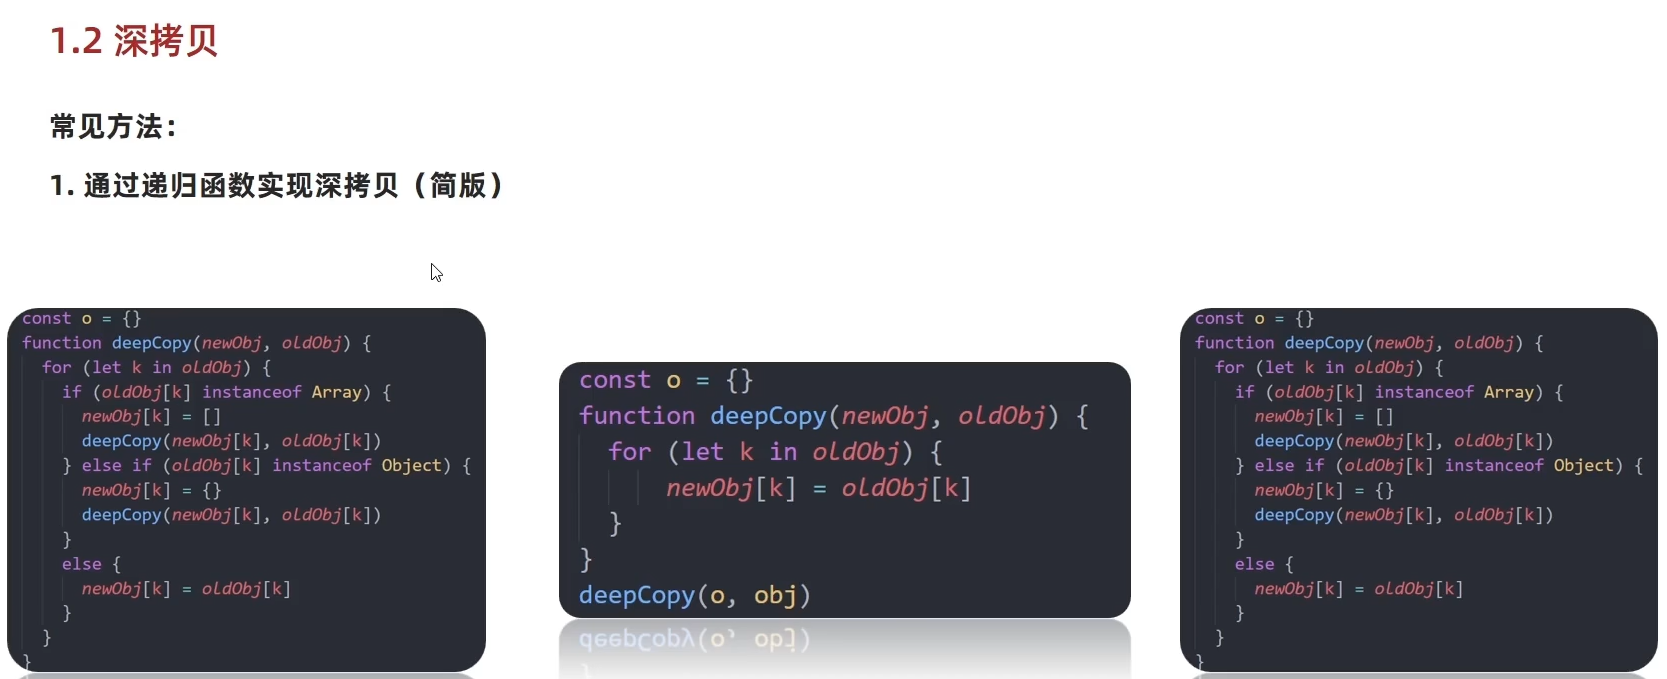 1.2 深拷贝
常见方法：
1. 通过递归函数实现深拷贝（简版）
const o = {}
function deepCopy(newObj, oldObj) {
for (let k in oldObj) {
if (oldObj[k] instanceof Array) {
newObj[k] = []
deepCopy(newObj[k], oldObj[k])
} else if (oldObj[k] instanceof Object) {
newObj[k] = {}
deepCopy(newObj[k], oldObj[k])
}
else {
newObj[k] = oldObj[k]
}
}
}
const o = {}
function deepCopy(newObj, oldObj) {
for (let k in oldObj) {
newObj[k] = oldObj[k]
}
}
deepCopy(o, obj)
const o = {}
function deepCopy(newObj, oldObj) {
for (let k in oldObj) {
if (oldObj[k] instanceof Array) {
newObj[k] = []
deepCopy(newObj[k], oldObj[k])
} else if (oldObj[k] instanceof Object) {
newObj[k] = {}
deepCopy(newObj[k], oldObj[k])
}
else {
newObj[k] = oldObj[k]
}
}
}